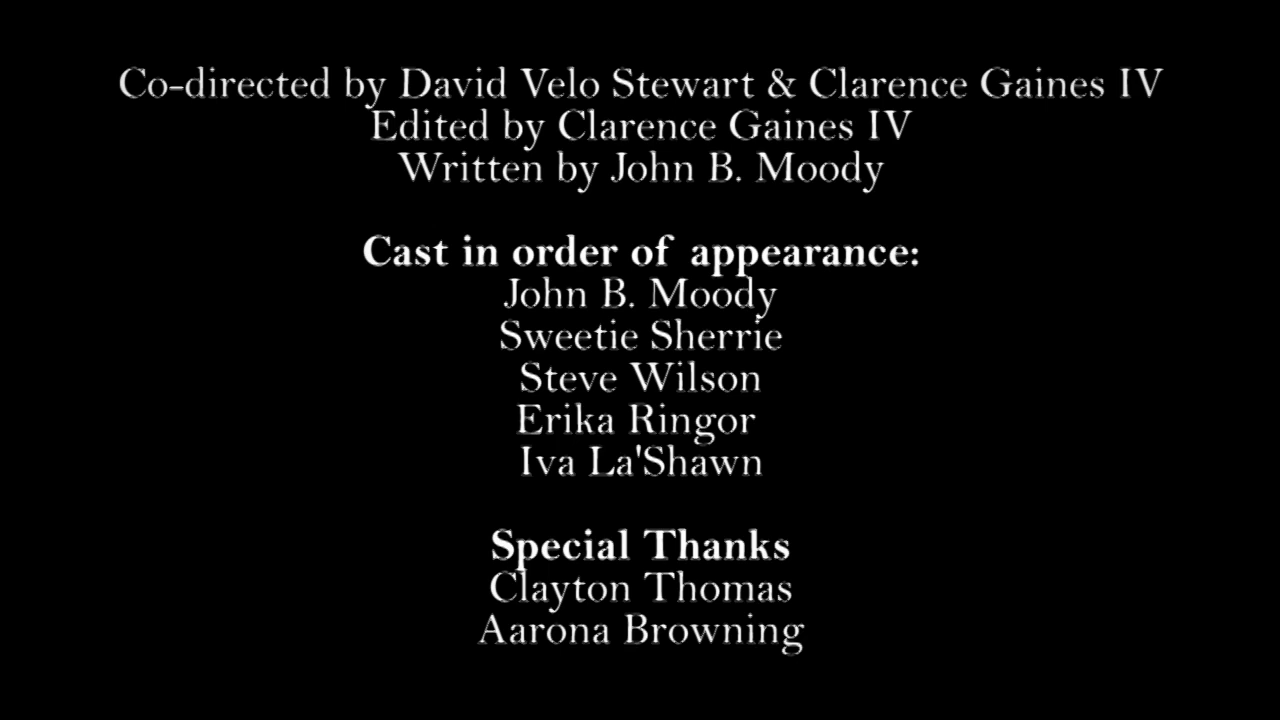 Co-directed by David Velo Stewart & Clarence Gaines IV
Edited by Clarence Gaines IV
Written by John B. Moody
Cast in order of appearance:
John B. Moody
Sweetie Sherrie
Steve Wilson
Erika Ringor
Iva La'Shawn
Special Thanks
Clayton Thomas
Aarona Browning